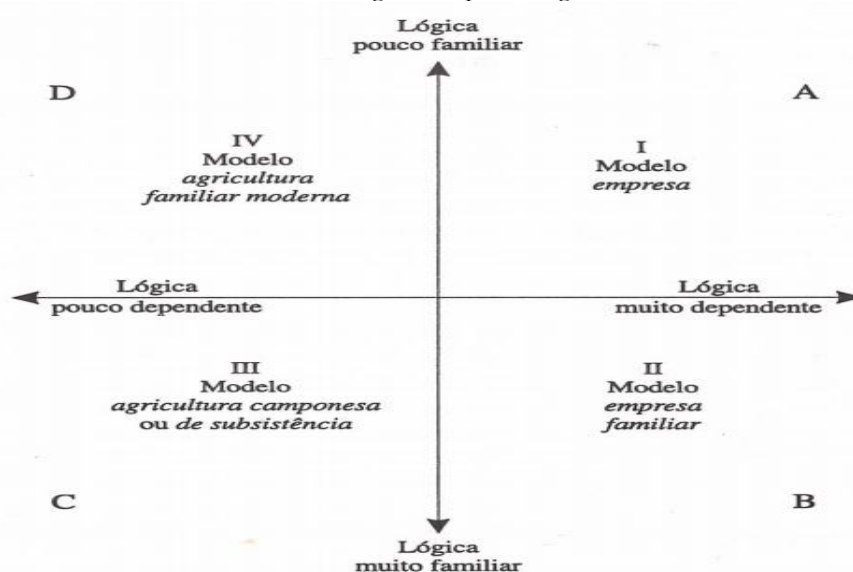 Lógica
pouco familiar
D
A
IV
Modelo
agricultura
familiar moderna
I
Modelo
empresa
Lógica
pouco dependente
Lógica
muito dependente
III
Modelo
agricultura camponesa
ou de subsistência
II
Modelo
empresa
familiar
C
B
Lógica
muito familiar